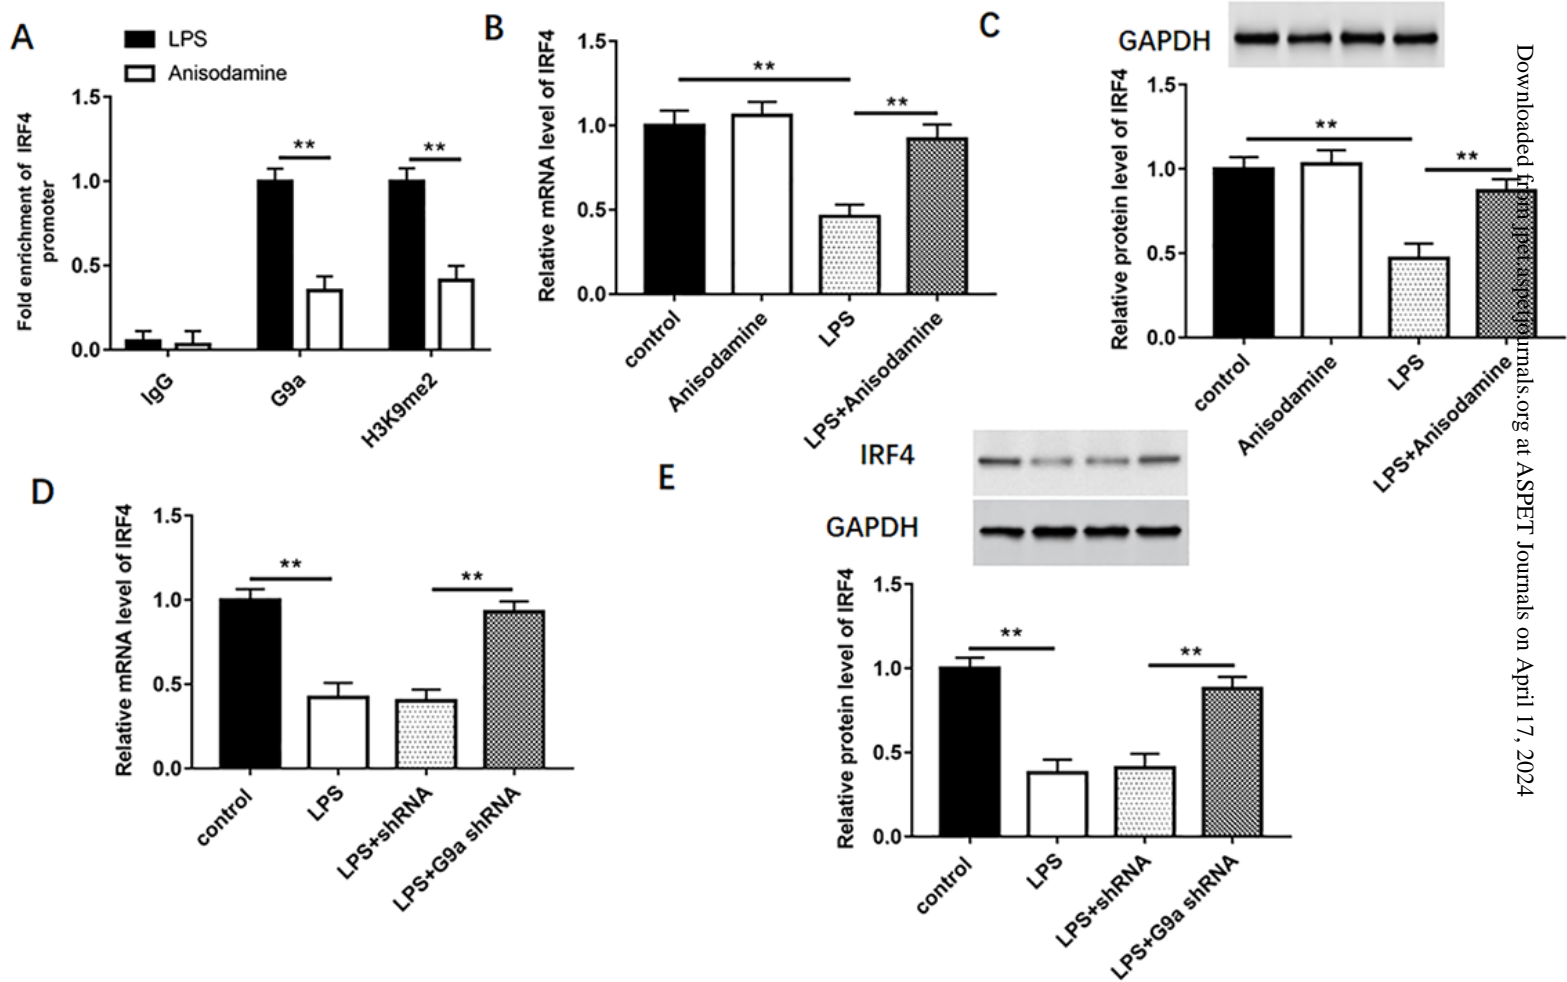 A
LPS
Anisodamine
Fold enrichment of IRF4
promoter
1.5
1.0
0.5
0.0
**
**
IgG
G9a
H3K9me2
B
Relative mRNA level of IRF4
1.5
1.0
0.5
0.0
**
**
control
Anisodamine
LPS
LPS+Anisodamine
C
GAPDH
Relative protein level of IRF4
1.5
1.0
0.5
0.0
**
**
control
Anisodamine
LPS
LPS+Anisodamine
D
Relative mRNA level of IRF4
1.5
1.0
0.5
0.0
**
**
control
LPS
LPS+shRNA
LPS+G9a shRNA
E
IRF4
GAPDH
Relative protein level of IRF4
1.5
1.0
0.5
0.0
**
**
control
LPS
LPS+shRNA
LPS+G9a shRNA
Downloaded from jpet.aspetjournals.org at ASPET Journals on April 17, 2024